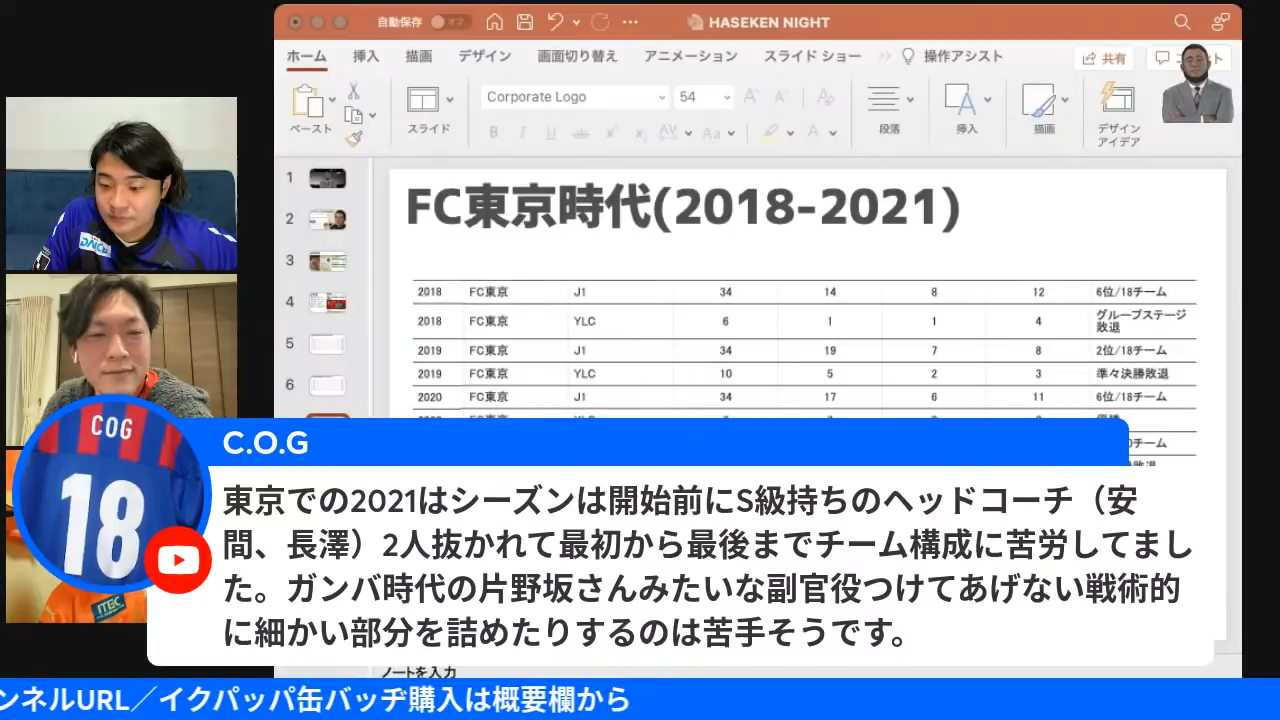 自動保存 オフ
HASEKEN NIGHT
ホーム 挿入 描画 デザイン 画面切り替え アニメーション スライド ショー 操作アシスト 共有
Corporate Logo 54
ペースト スライド 段落 挿入 描画 デザイン
アイデア
1
2
3
4
5
6
FC東京時代(2018-2021)
2018 FC東京 J1 34 14 8 12 6位/18チーム
2018 FC東京 YLC 6 1 1 4 グループステージ
敗退
2019 FC東京 J1 34 19 7 8 2位/18チーム
2019 FC東京 YLC 10 5 2 3 準々決勝敗退
2020 FC東京 J1 34 17 6 11 6位/18チーム
チーム
COG
18
ITEC
C.O.G
東京での2021はシーズンは開始前にS級持ちのヘッドコーチ（安
間、長澤）2人抜かれて最初から最後までチーム構成に苦労してまし
た。ガンバ時代の片野坂さんみたいな副官役つけてあげない戦術的
に細かい部分を詰めたりするのは苦手そうです。
ノートを入力
ンネルURL／イクパッパ缶バッヂ購入は概要欄から